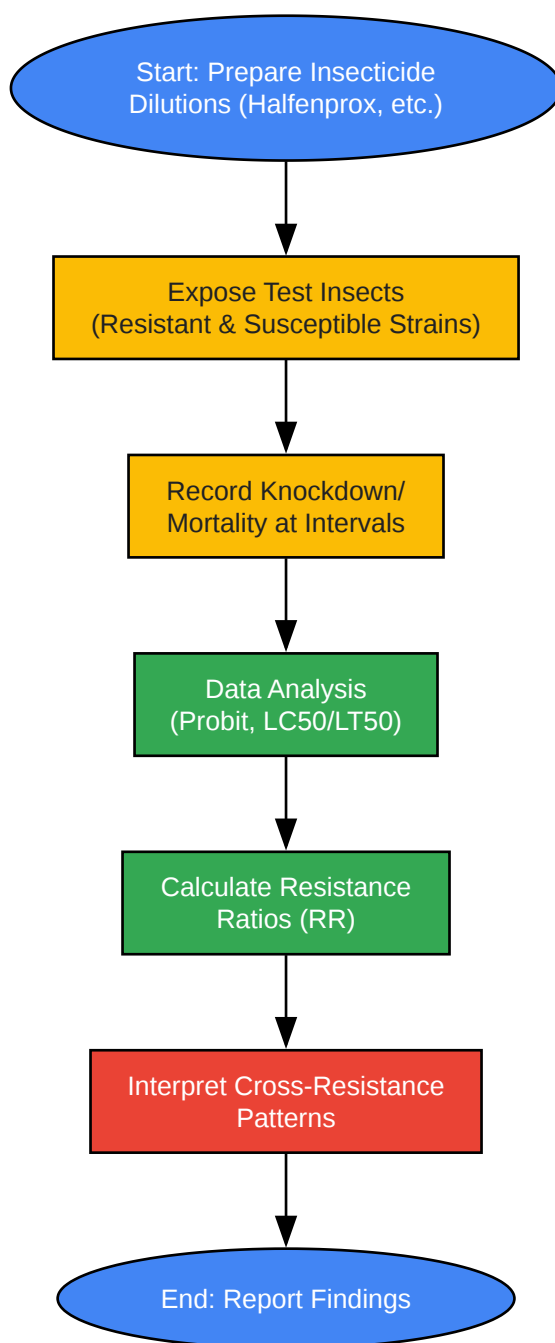 Start: Prepare Insecticide
Dilutions (Halfenprox, etc.)
Expose Test Insects
(Resistant & Susceptible Strains)
Record Knockdown/
Mortality at Intervals
Data Analysis
(Probit, LC50/LT50)
Calculate Resistance
Ratios (RR)
Interpret Cross-Resistance
Patterns
End: Report Findings